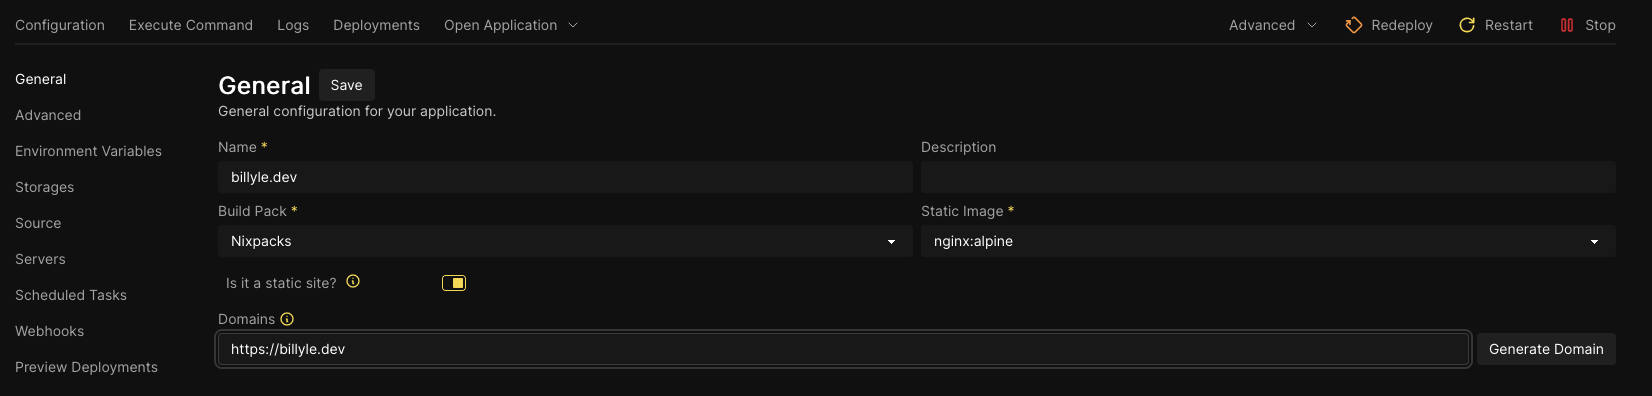 Configuration Execute Command Logs Deployments Open Application Advanced Redeploy Restart Stop
General
Advanced
Environment Variables
Storages
Source
Servers
Scheduled Tasks
Webhooks
Preview Deployments
General Save
General configuration for your application.
Name * Description
billyle.dev
Build Pack * Static Image *
Nixpacks nginx:alpine
Is it a static site?
Domains
https://billyle.dev Generate Domain